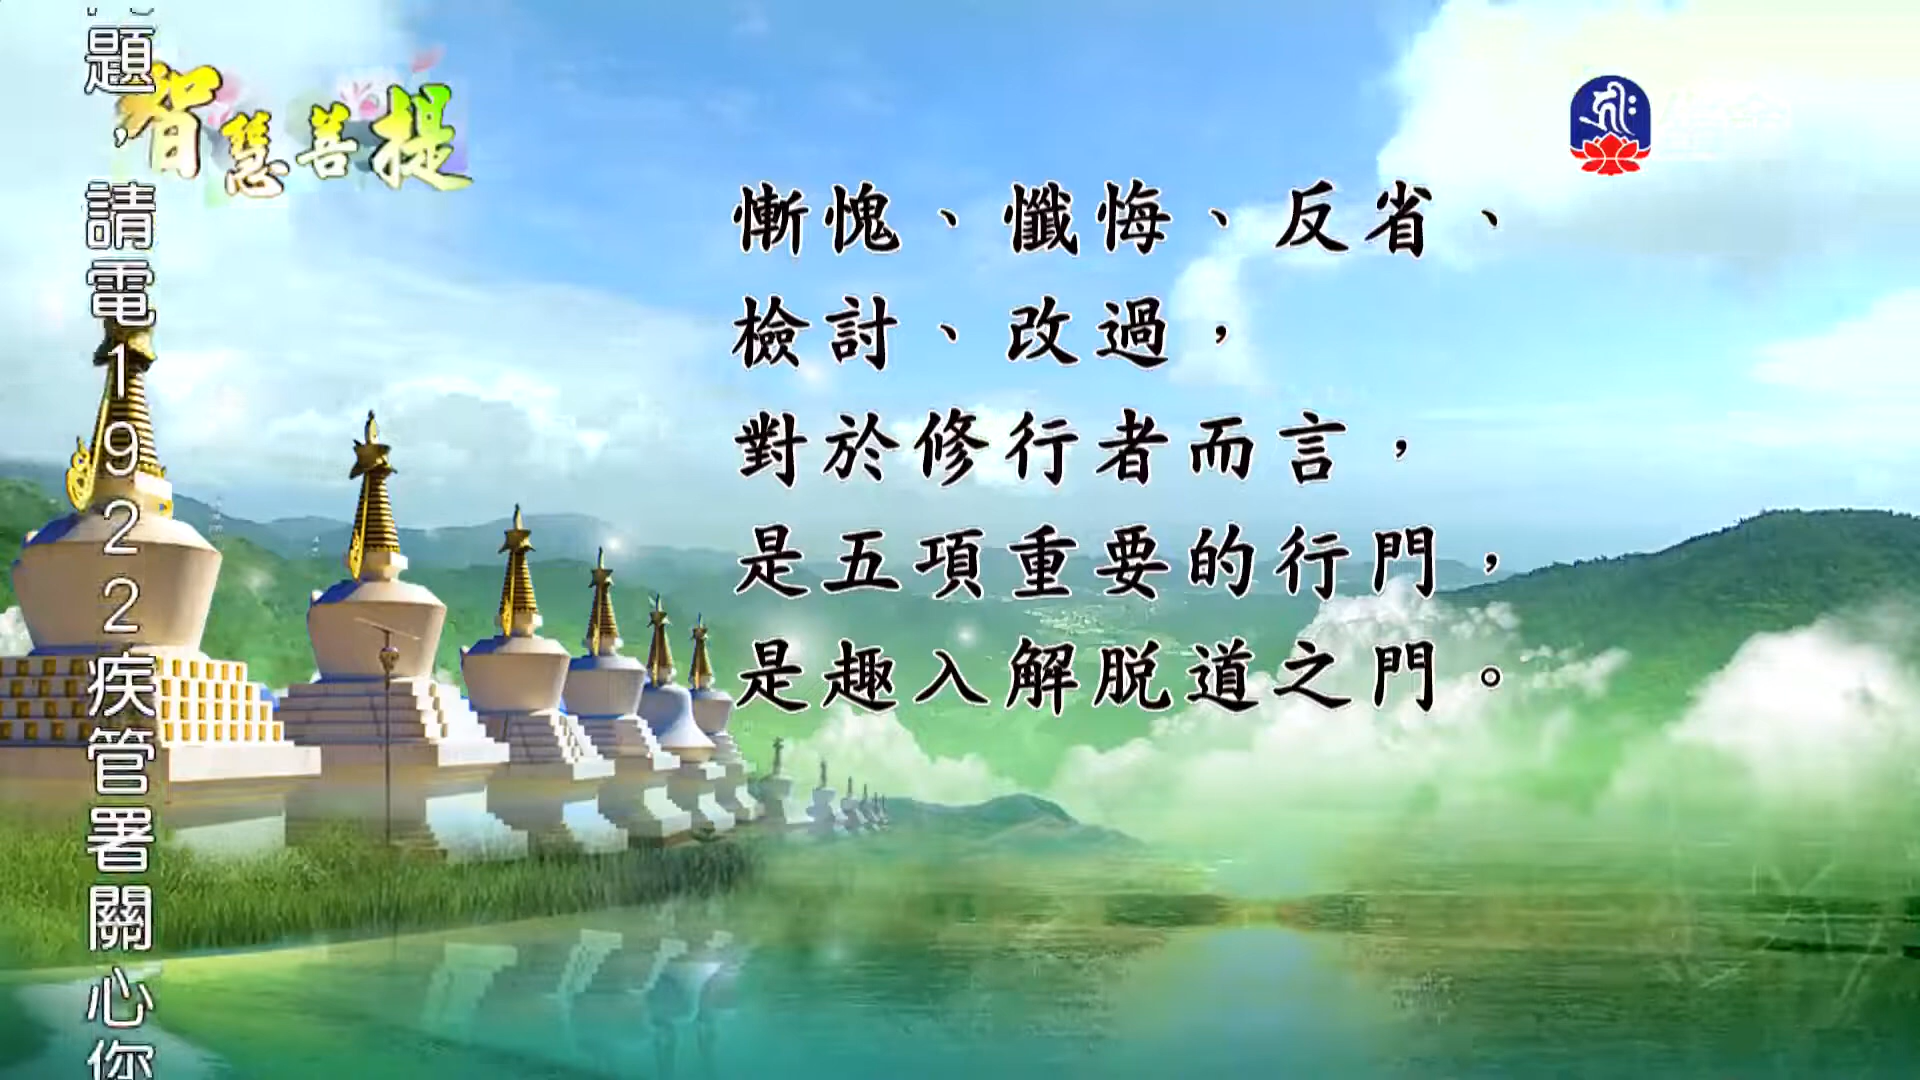 題，請電1922疾管署關心你
智慧菩提
生命
慚愧、懺悔、反省、
檢討、改過，
對於修行者而言，
是五項重要的行門，
是趣入解脫道之門。